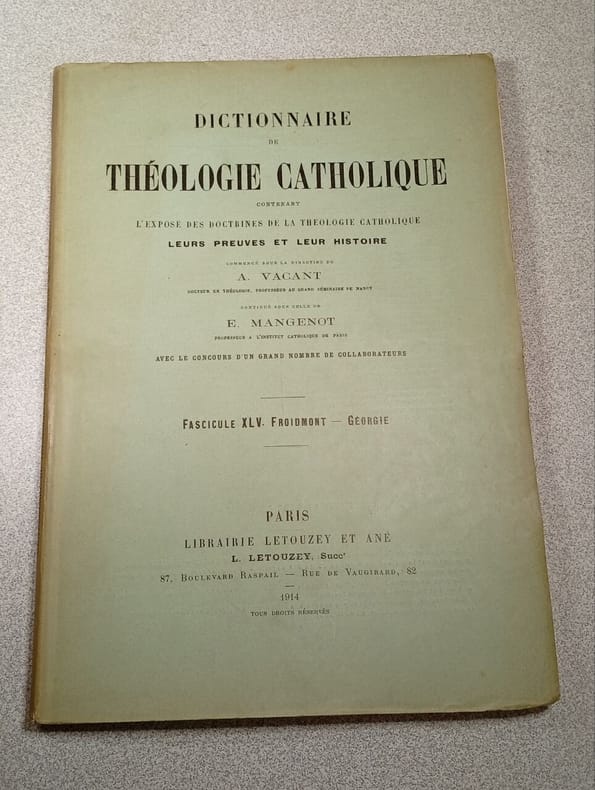 DICTIONNAIRE
DE
THÉOLOGIE CATHOLIQUE
CONTENANT
L'EXPOSÉ DES DOCTRINES DE LA THÉOLOGIE CATHOLIQUE
LEURS PREUVES ET LEUR HISTOIRE
COMMENCÉ SOUS LA DIRECTION DE
A. VACANT
DOCTEUR EN THÉOLOGIE, PROFESSEUR AU GRAND SÉMINAIRE DE NANCY
CONTINUÉ SOUS CELLE DE
E. MANGENOT
PROFESSEUR A L'INSTITUT CATHOLIQUE DE PARIS
AVEC LE CONCOURS D'UN GRAND NOMBRE DE COLLABORATEURS
FASCICULE XLV. FROIDMONT — GÉORGIE
PARIS
LIBRAIRIE LETOUZEY ET ANÉ
L. LETOUZEY, Succʳ
87, BOULEVARD RASPAIL — RUE DE VAUGIRARD, 82
1914
TOUS DROITS RÉSERVÉS